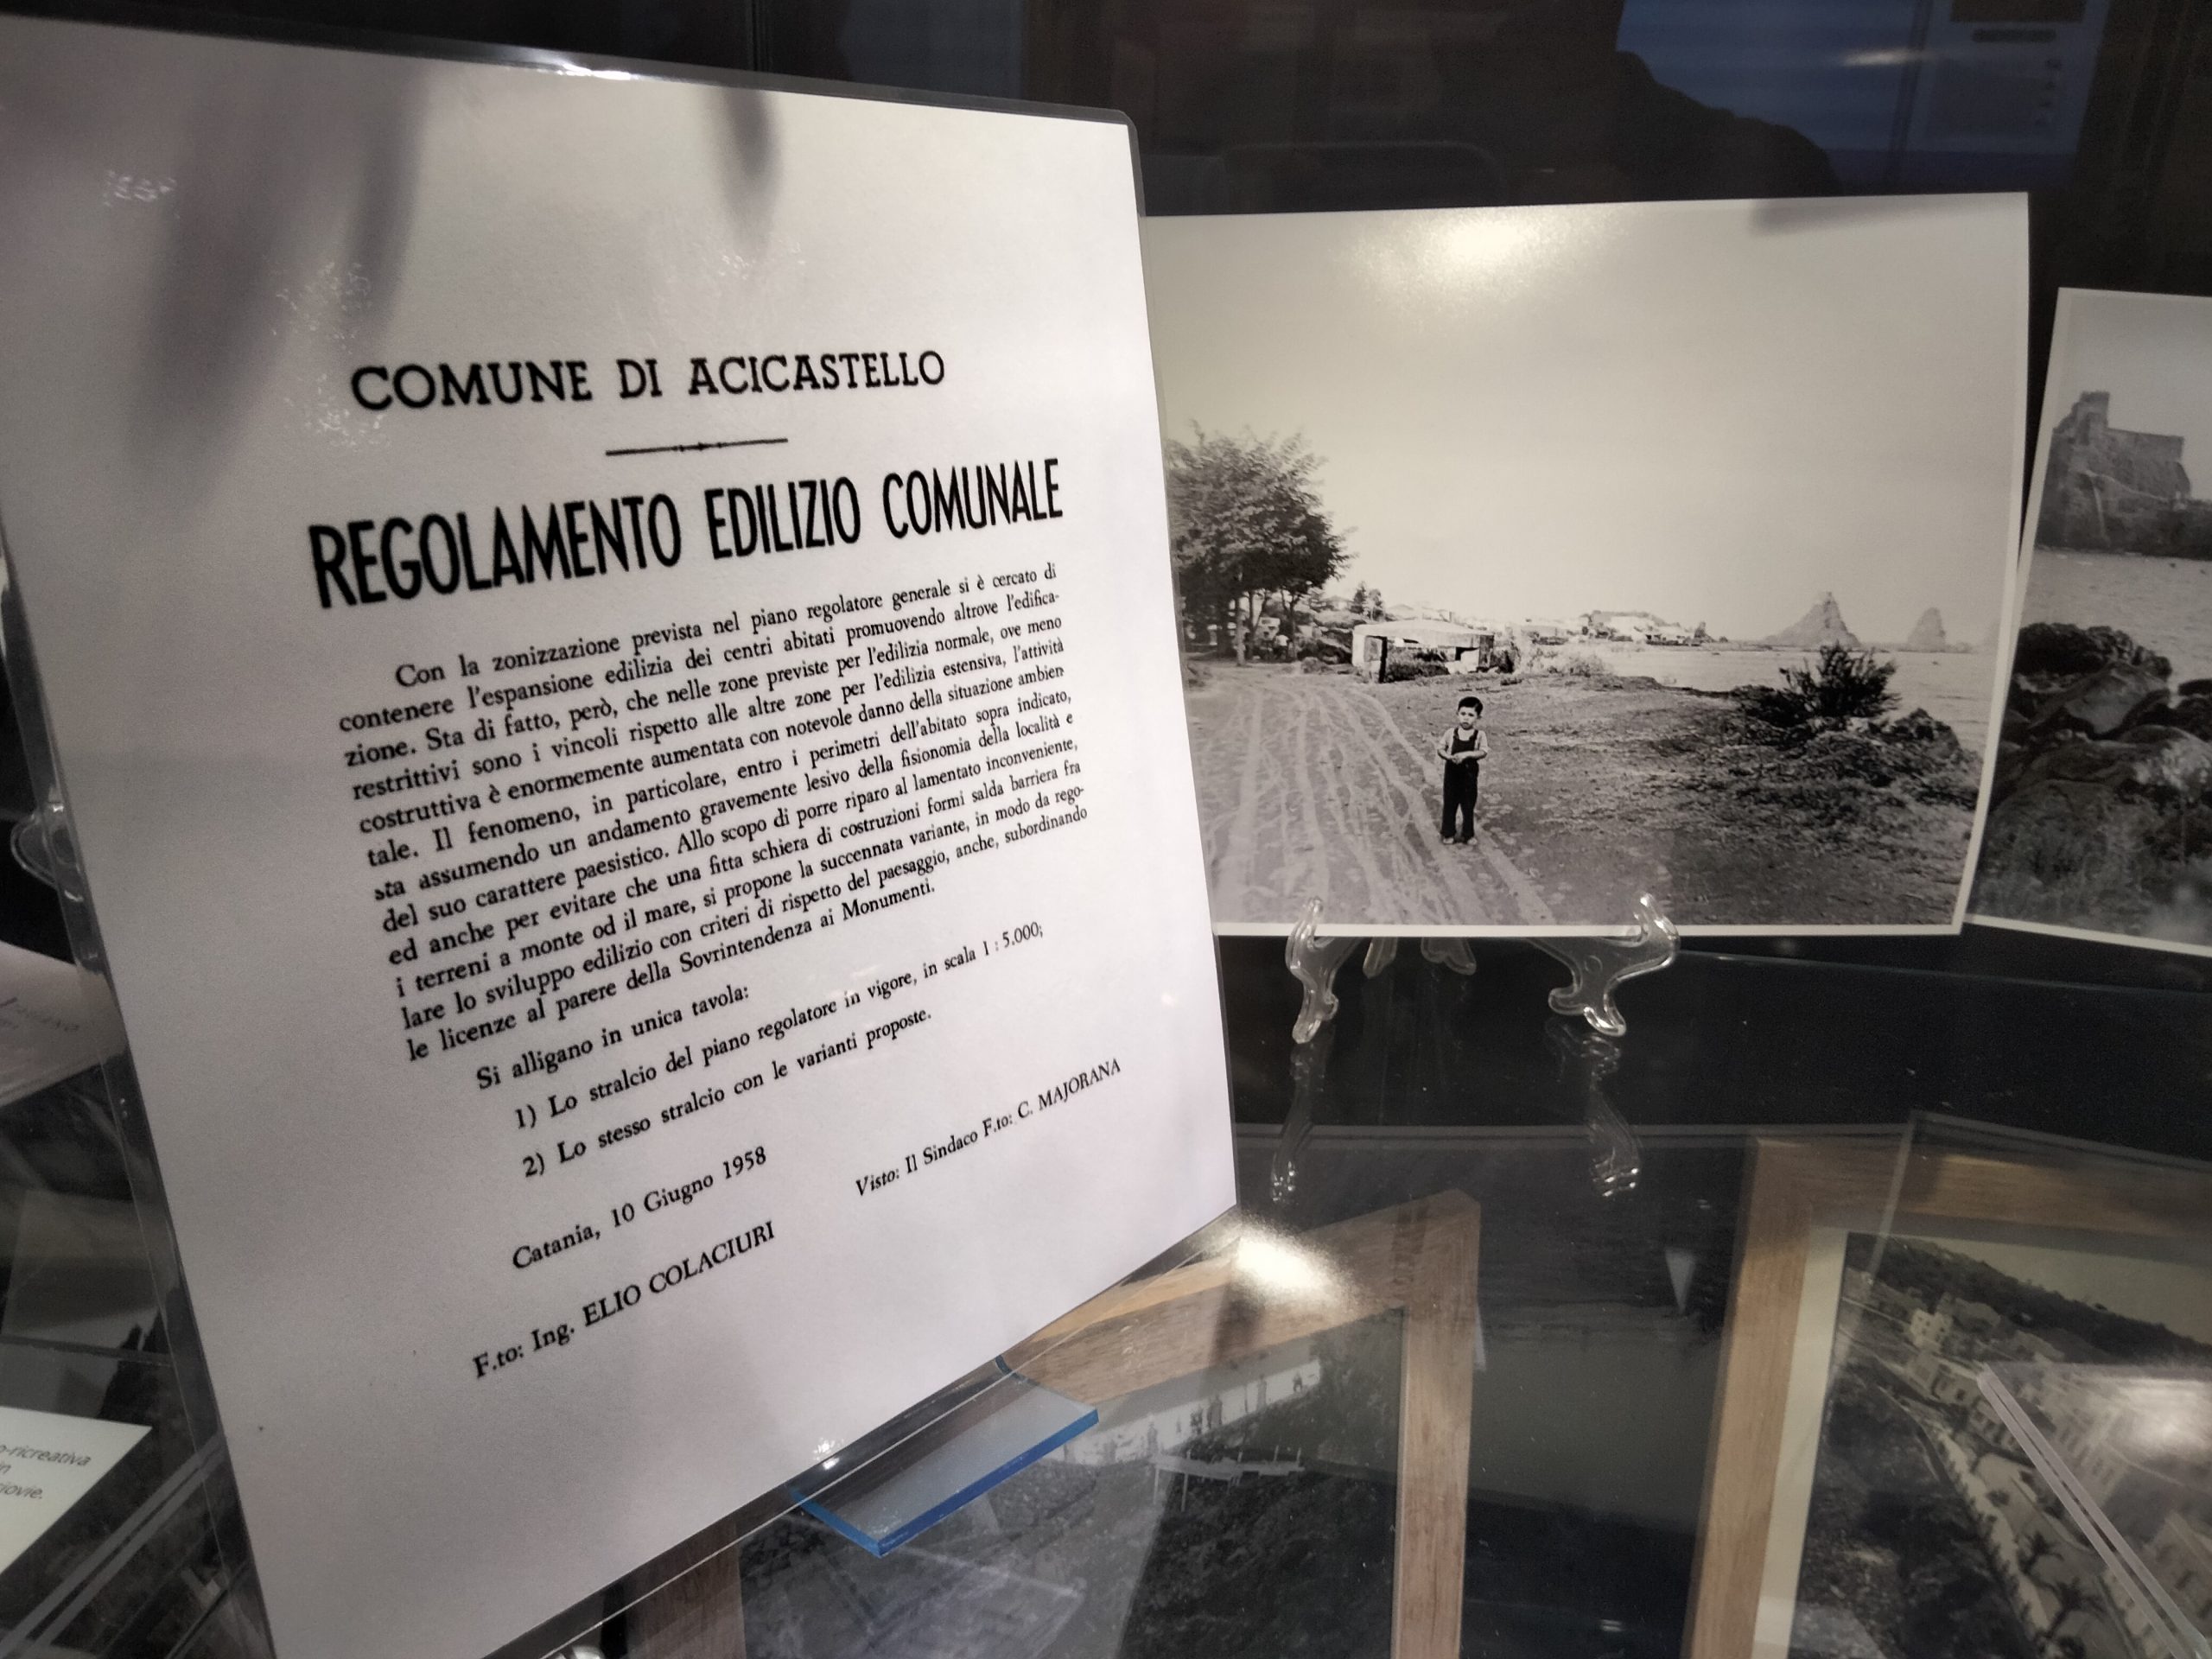 COMUNE DI ACICASTELLO
REGOLAMENTO EDILIZIO COMUNALE
Con la zonizzazione prevista nel piano regolatore generale si è cercato di
contenere l'espansione edilizia dei centri abitati promuovendo altrove l'edifica-
zione. Sta di fatto, però, che nelle zone previste per l'edilizia normale, ove meno
restrittivi sono i vincoli rispetto alle altre zone per l'edilizia estensiva, l'attività
costruttiva è enormemente aumentata con notevole danno della situazione ambien-
tale. Il fenomeno, in particolare, entro i perimetri dell'abitato sopra indicato,
sta assumendo un andamento gravemente lesivo della fisionomia della località e
del suo carattere paesistico. Allo scopo di porre riparo al lamentato inconveniente,
ed anche per evitare che una fitta schiera di costruzioni formi salda barriera fra
i terreni a monte od il mare, si propone la succennata variante, in modo da rego-
lare lo sviluppo edilizio con criteri di rispetto del paesaggio, anche, subordinando
le licenze al parere della Sovrintendenza ai Monumenti.
Si alligano in unica tavola:
1) Lo stralcio del piano regolatore in vigore, in scala 1 : 5.000;
2) Lo stesso stralcio con le varianti proposte.
Catania, 10 Giugno 1958
Visto: Il Sindaco F.to: C. MAJORANA
F.to: Ing. ELIO COLACIURI
o-ricreativa